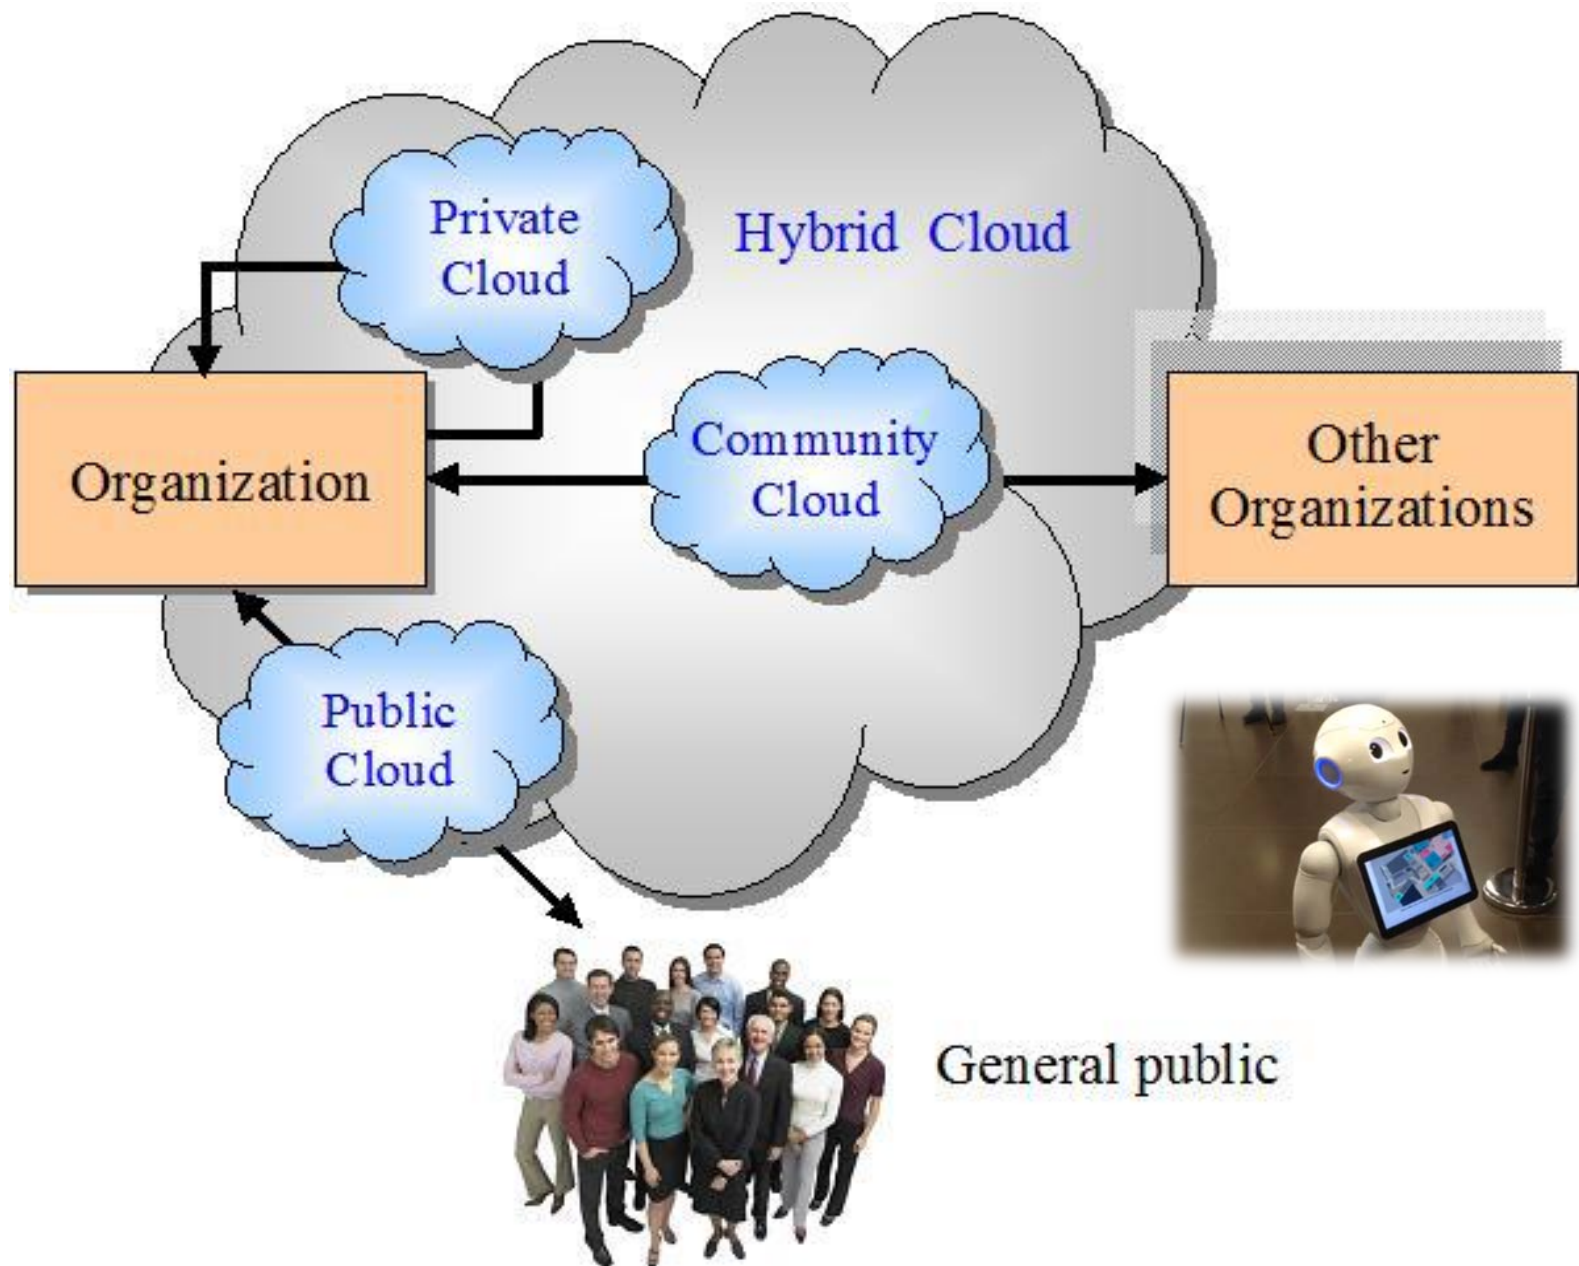 Private
Cloud
Hybrid Cloud
Organization
Community
Cloud
Other
Organizations
Public
Cloud
General public